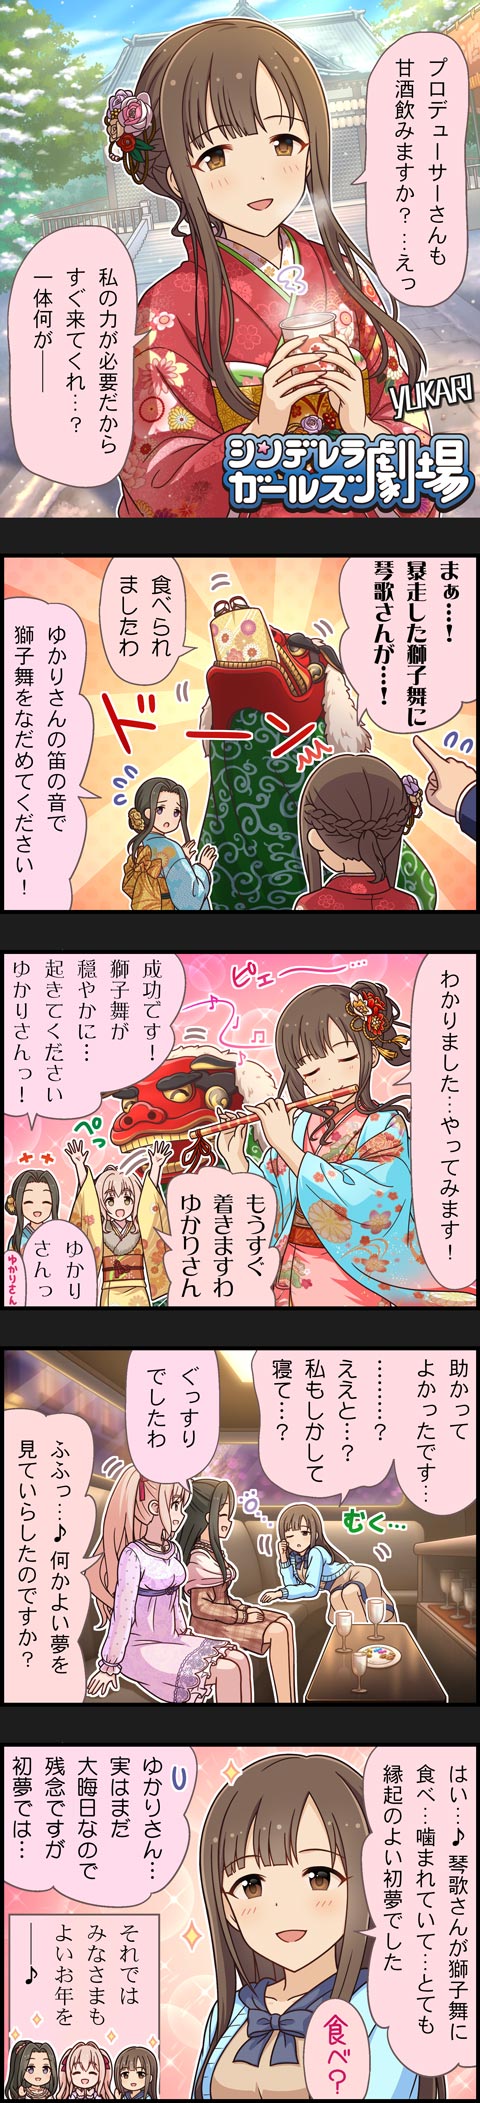 プロデューサーさんも
甘酒飲みますか？…えっ
私の力が必要だから
すぐ来てくれ…？
一体何が――
YUKARI
シンデレラ
ガールズ劇場
まぁ…！
暴走した獅子舞に
琴歌さんが…！
食べられ
ましたわ
ドーン
ゆかりさんの笛の音で
獅子舞をなだめてください！
わかりました…やってみます！
ピェー
成功です！
獅子舞が
穏やかに…
起きてください
ゆかりさんっ！
ぺっ
もうすぐ
着きますわ
ゆかりさん
ゆかり
さんっ
ゆかりさん
助かって
よかったです…
………？
ええと…？
私もしかして
寝て…？
むく…
ぐっすり
でしたわ
ふふっ…♪何かよい夢を
見ていらしたのですか？
はい…♪琴歌さんが獅子舞に
食べ…噛まれていて…とても
縁起のよい初夢でした
食べ？
ゆかりさん…
実はまだ
大晦日なので
残念ですが
初夢では…
それでは
みなさまも
よいお年を
――♪